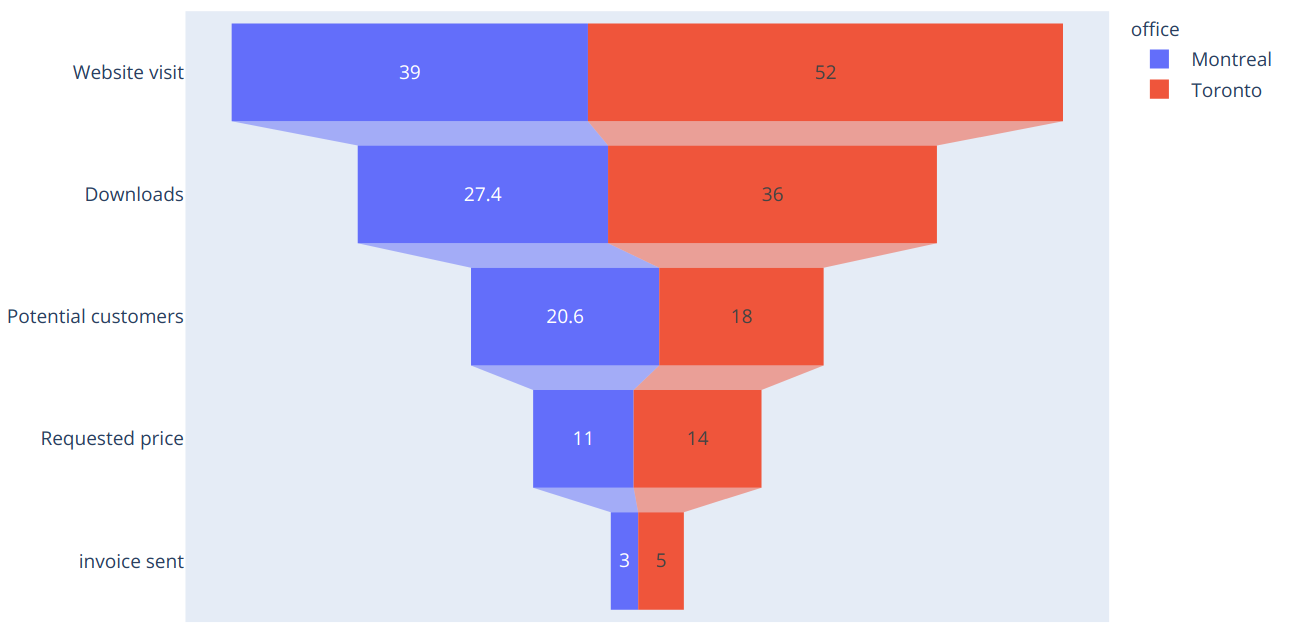 office
Montreal
Toronto
Website visit 39 52
Downloads 27.4 36
Potential customers 20.6 18
Requested price 11 14
invoice sent 3 5